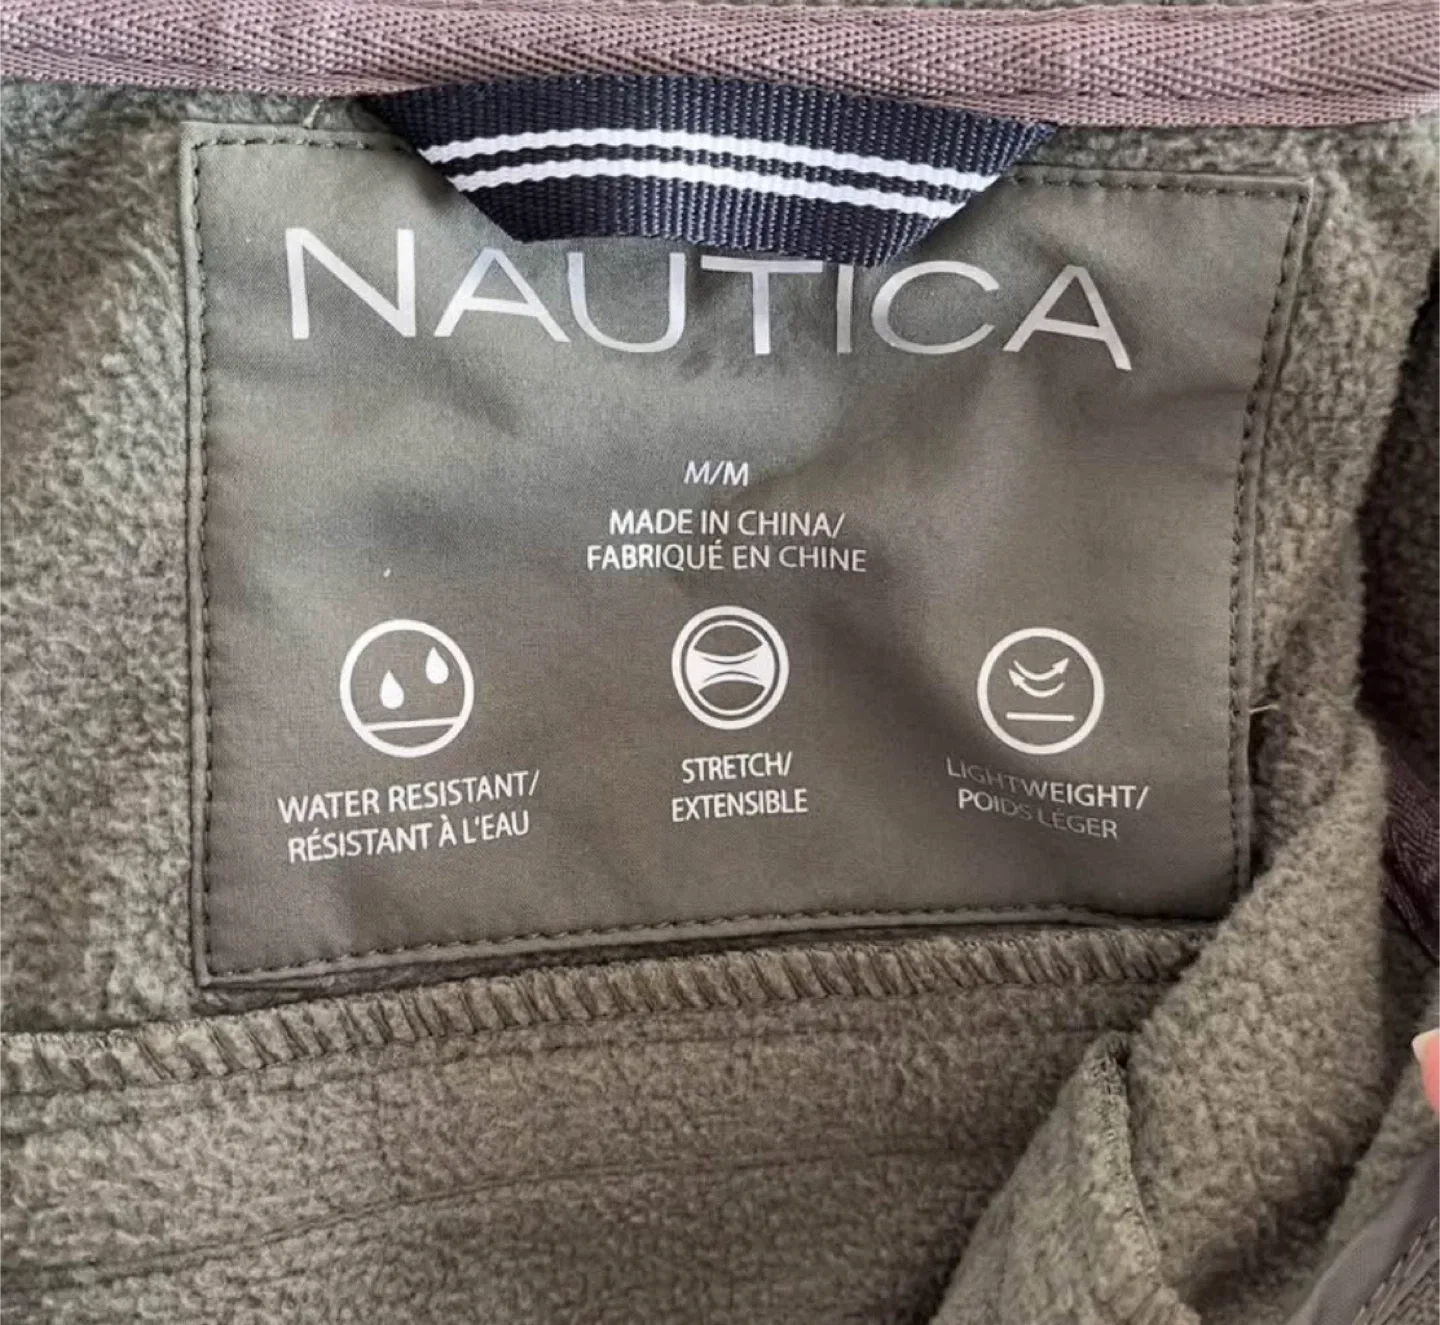 NAUTICA
M/M
MADE IN CHINA/
FABRIQUÉ EN CHINE
WATER RESISTANT/
RÉSISTANT À L'EAU
STRETCH/
EXTENSIBLE
LIGHTWEIGHT/
POIDS LÉGER